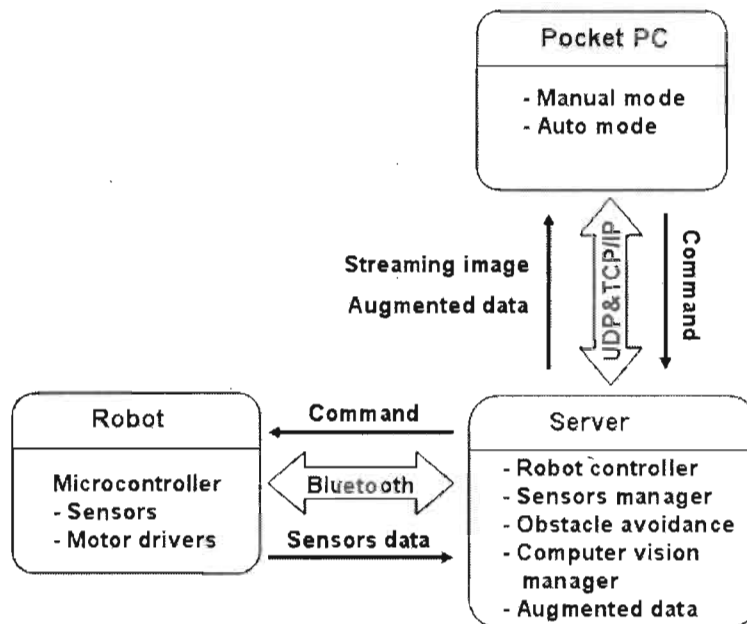 Pocket PC
- Manual mode
- Auto mode
Streaming image
Augmented data
UDP&TCP/IP
Command
Robot
Microcontroller
- Sensors
- Motor drivers
Command
Bluetooth
Sensors data
Server
- Robot controller
- Sensors manager
- Obstacle avoidance
- Computer vision
manager
- Augmented data